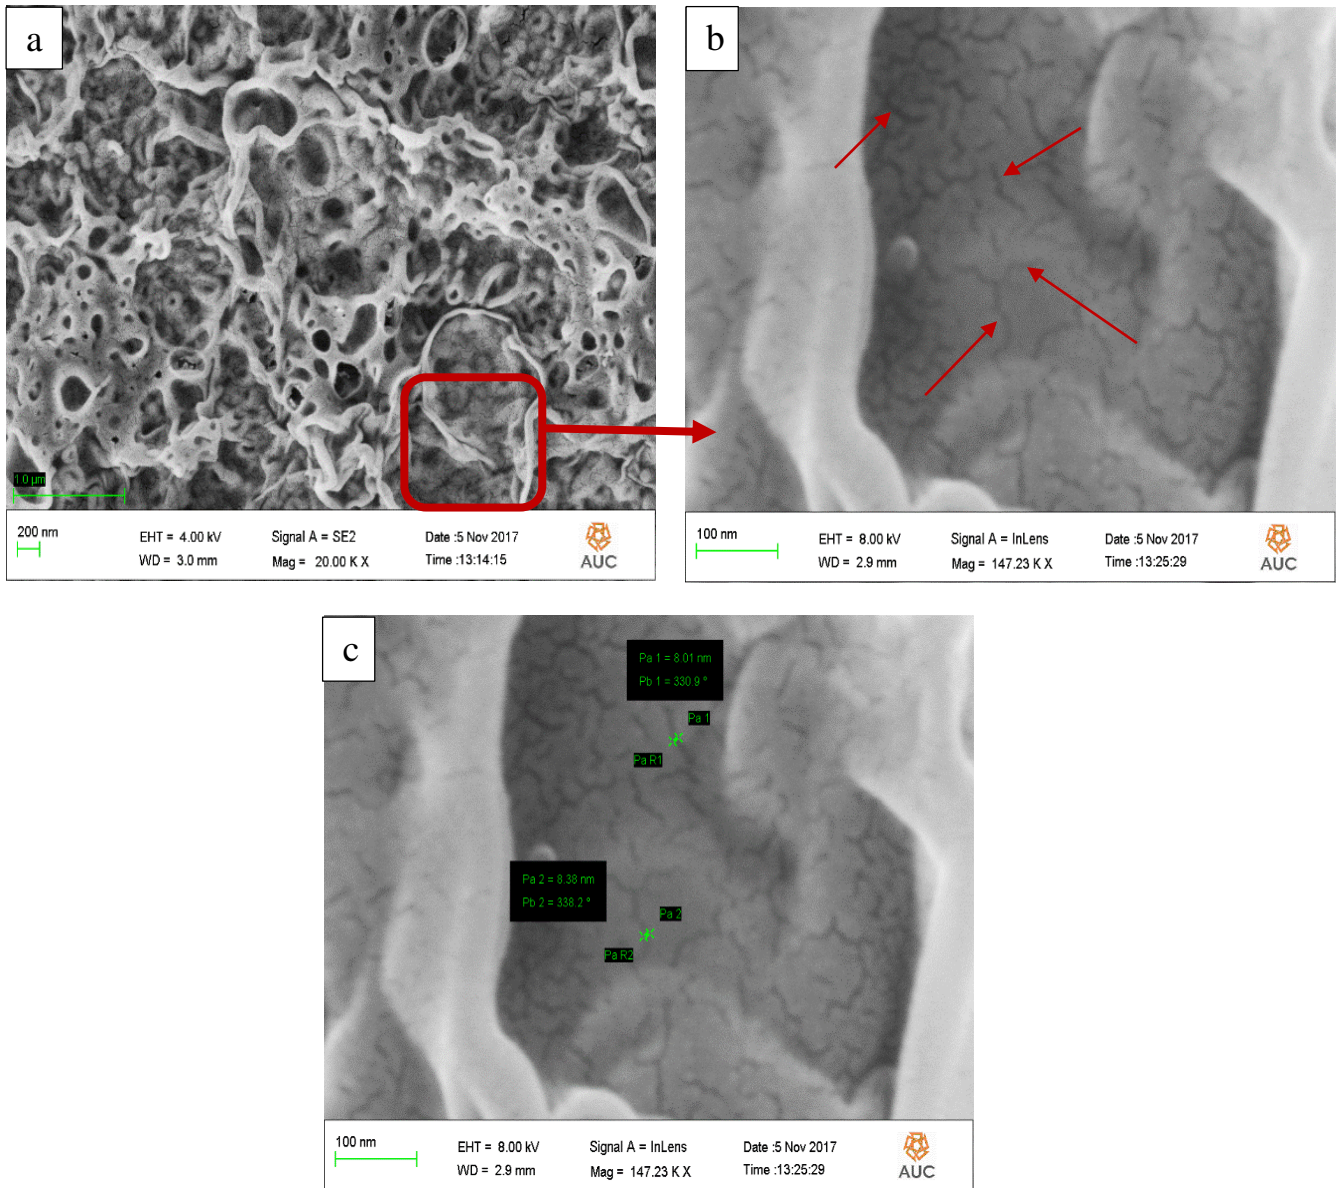 a
1.0 µm
200 nm
EHT = 4.00 kV
Signal A = SE2
Date :5 Nov 2017
WD = 3.0 mm
Mag = 20.00 K X
Time :13:14:15
AUC
b
100 nm
EHT = 8.00 kV
Signal A = InLens
Date :5 Nov 2017
WD = 2.9 mm
Mag = 147.23 K X
Time :13:25:29
AUC
c
Pa 1 = 8.01 nm
Pb 1 = 330.9 °
Pa 1
Pa R1
Pa 2 = 8.38 nm
Pb 2 = 338.2 °
Pa 2
Pa R2
100 nm
EHT = 8.00 kV
Signal A = InLens
Date :5 Nov 2017
WD = 2.9 mm
Mag = 147.23 K X
Time :13:25:29
AUC